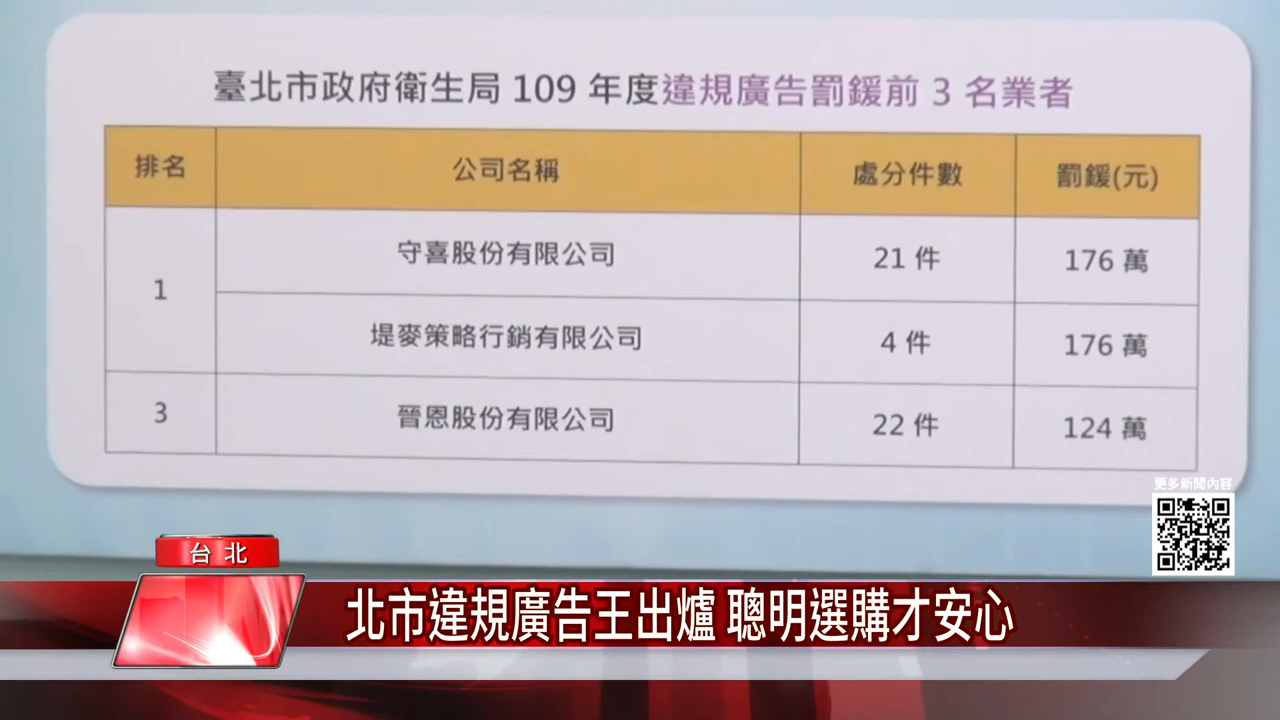 臺北市政府衛生局 109 年度違規廣告罰鍰前 3 名業者
排名 公司名稱 處分件數 罰鍰(元)
1 守喜股份有限公司 21 件 176 萬
堤麥策略行銷有限公司 4 件 176 萬
3 晉恩股份有限公司 22 件 124 萬
更多新聞內容
台北
北市違規廣告王出爐 聰明選購才安心